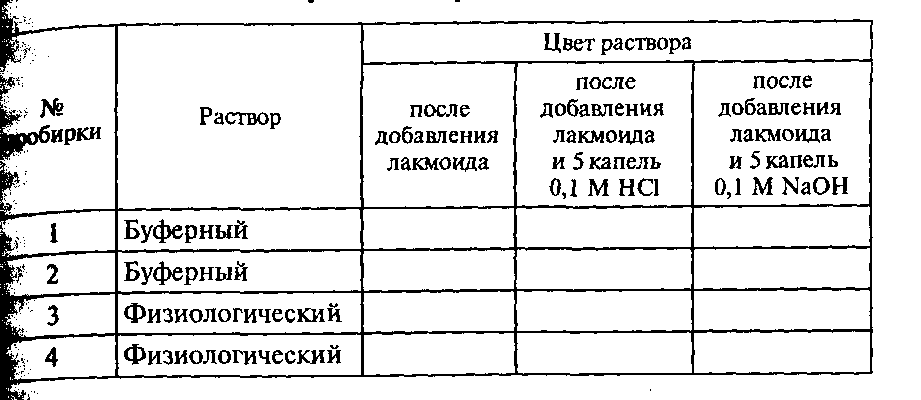 Цвет раствора
№
пробирки
Раствор
после
добавления
лакмоида
после
добавления
лакмоида
и 5 капель
0,1 М HCl
после
добавления
лакмоида
и 5 капель
0,1 М NaOH
1 Буферный
2 Буферный
3 Физиологический
4 Физиологический